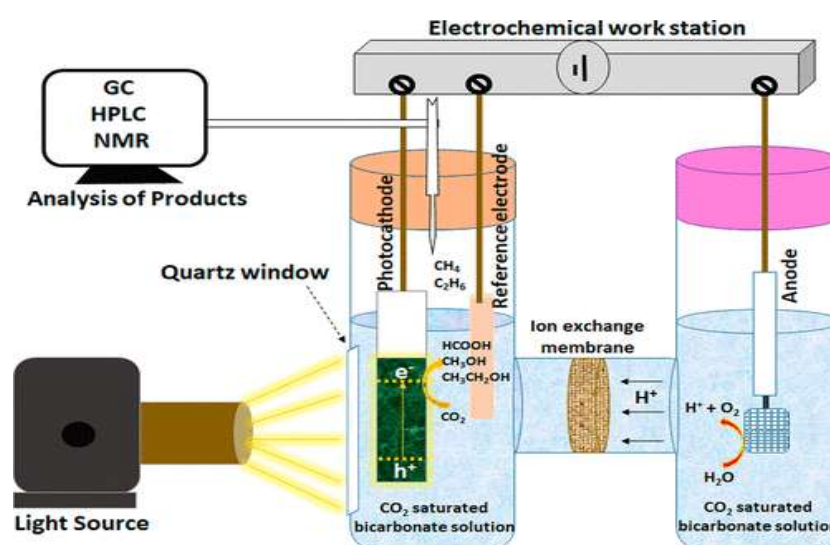 Electrochemical work station
GC
HPLC
NMR
Analysis of Products
Photocathode
Reference electrode
CH₄
C₂H₆
Quartz window
Anode
Ion exchange
membrane
HCOOH
CH₃OH
CH₃CH₂OH
e⁻
CO₂
h⁺
H⁺
H⁺ + O₂
H₂O
Light Source
CO₂ saturated
bicarbonate solution
CO₂ saturated
bicarbonate solution